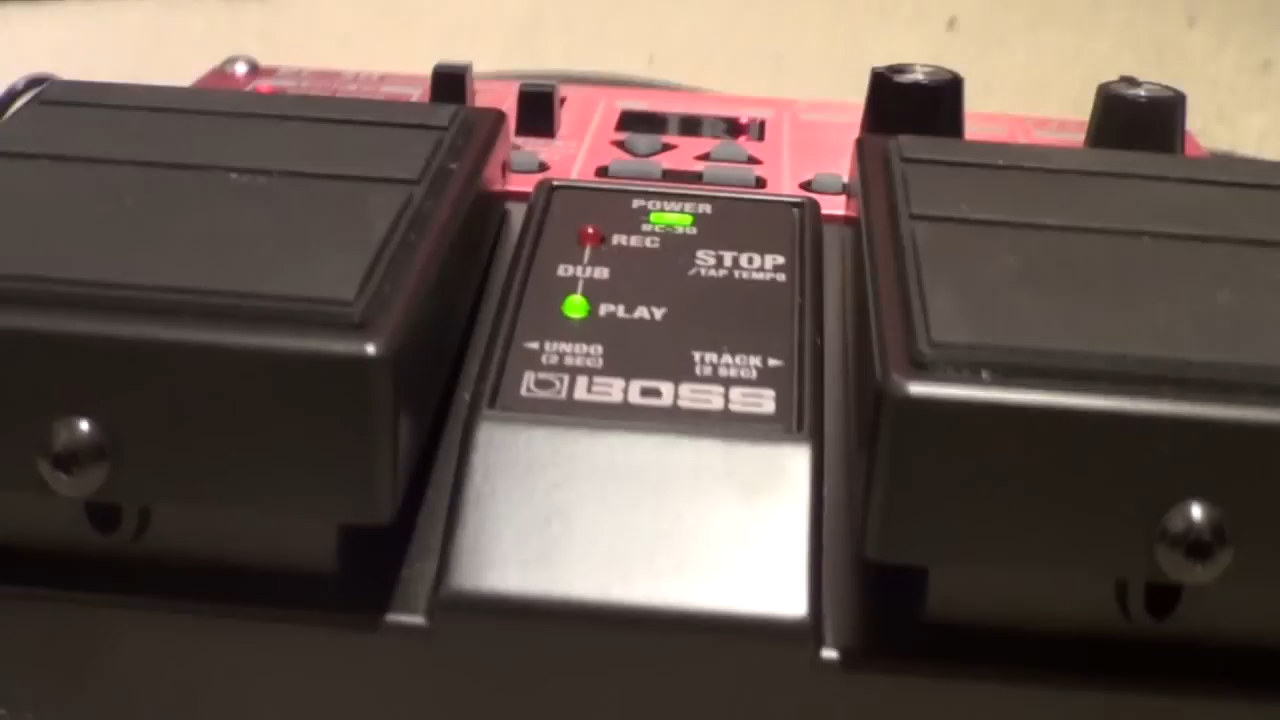 POWER
RC-30
REC
STOP
/TAP TEMPO
DUB
PLAY
◄UNDO
(2 SEC)
TRACK►
(2 SEC)
BOSS